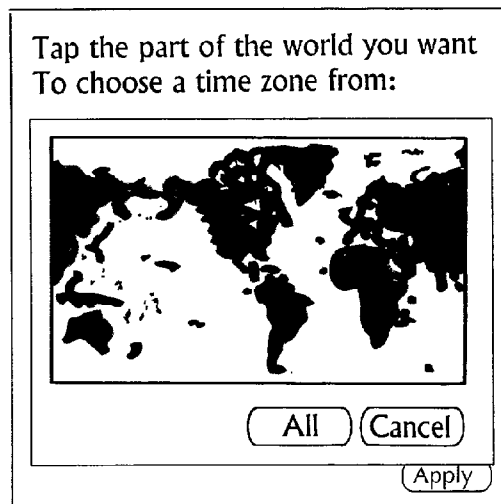 Tap the part of the world you want
To choose a time zone from:
All Cancel
Apply